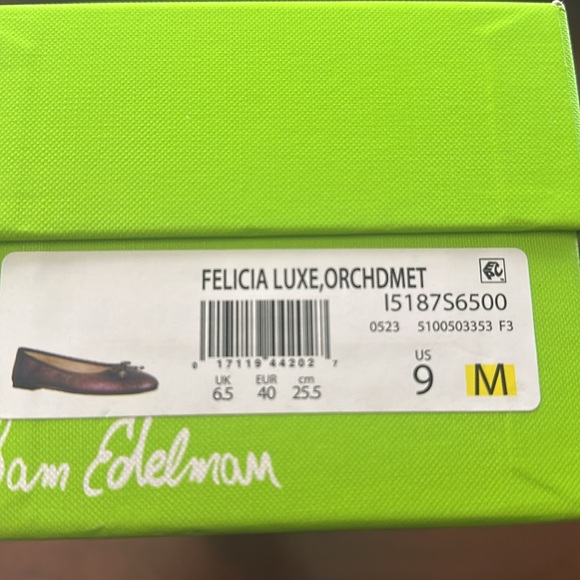 FELICIA LUXE,ORCHDMET
I5187S6500
0523 5100503353 F3
0 17119 44202 7
UK EUR cm
6.5 40 25.5
US
9 M
Sam Edelman